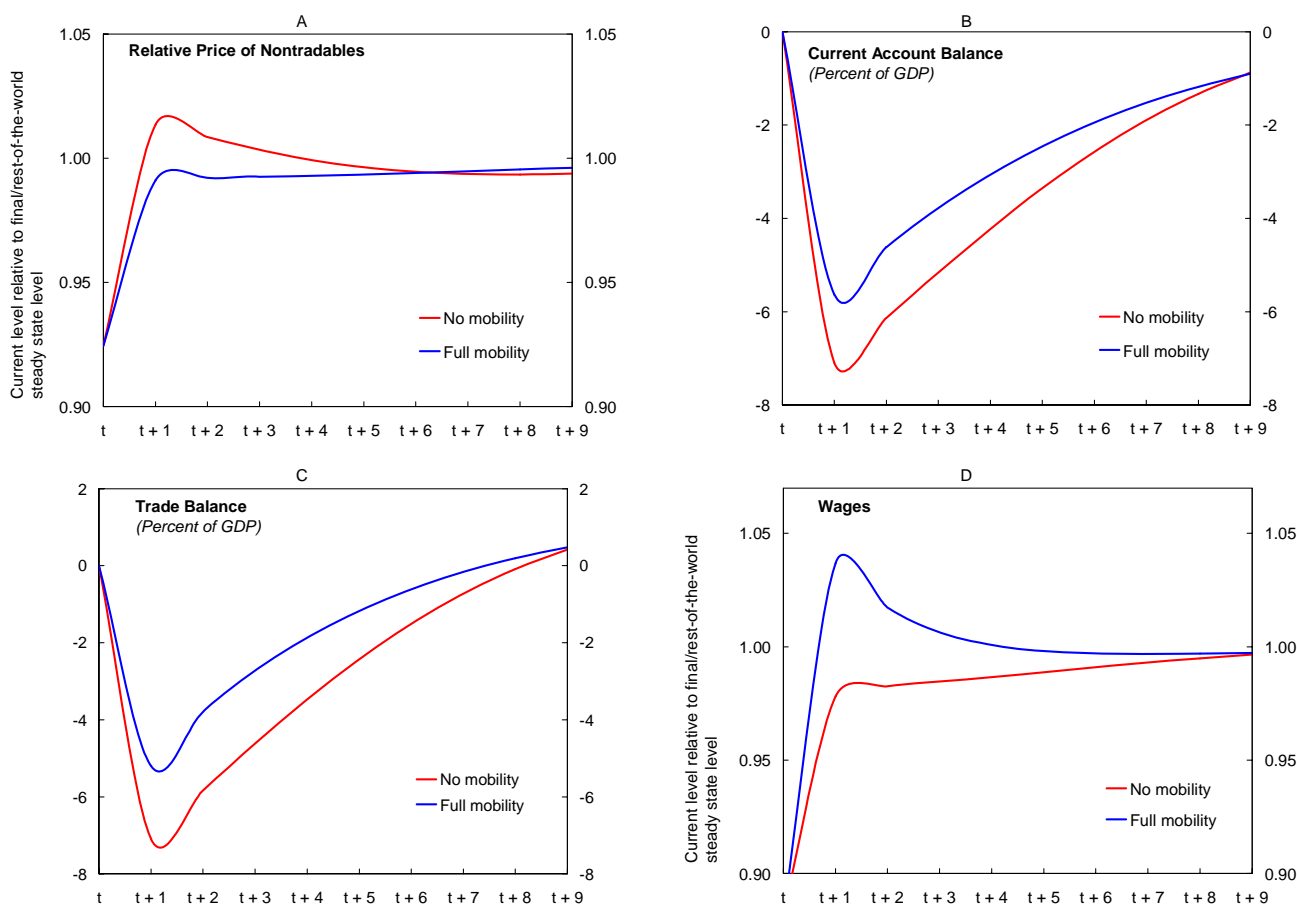 A
Relative Price of Nontradables
Current level relative to final/rest-of-the-world
steady state level
1.05
1.00
0.95
0.90
1.05
1.00
0.95
0.90
No mobility
Full mobility
t t + 1 t + 2 t + 3 t + 4 t + 5 t + 6 t + 7 t + 8 t + 9
B
Current Account Balance
(Percent of GDP)
0
-2
-4
-6
-8
0
-2
-4
-6
-8
No mobility
Full mobility
t t + 1 t + 2 t + 3 t + 4 t + 5 t + 6 t + 7 t + 8 t + 9
C
Trade Balance
(Percent of GDP)
2
0
-2
-4
-6
-8
2
0
-2
-4
-6
-8
No mobility
Full mobility
t t + 1 t + 2 t + 3 t + 4 t + 5 t + 6 t + 7 t + 8 t + 9
D
Wages
Current level relative to final/rest-of-the-world
steady state level
1.05
1.00
0.95
0.90
1.05
1.00
0.95
0.90
No mobility
Full mobility
t t + 1 t + 2 t + 3 t + 4 t + 5 t + 6 t + 7 t + 8 t + 9